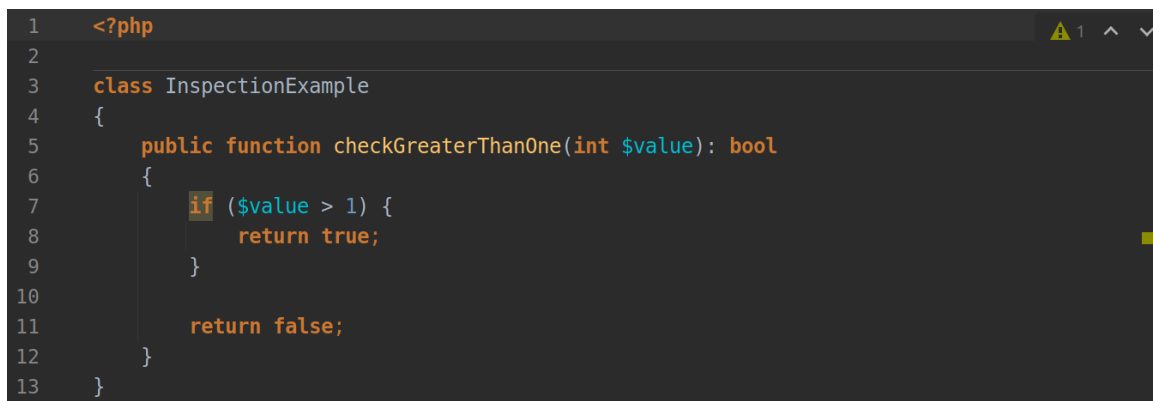 1 <?php
1
2
3 class InspectionExample
4 {
5 public function checkGreaterThanOne(int $value): bool
6 {
7 if ($value > 1) {
8 return true;
9 }
10
11 return false;
12 }
13 }